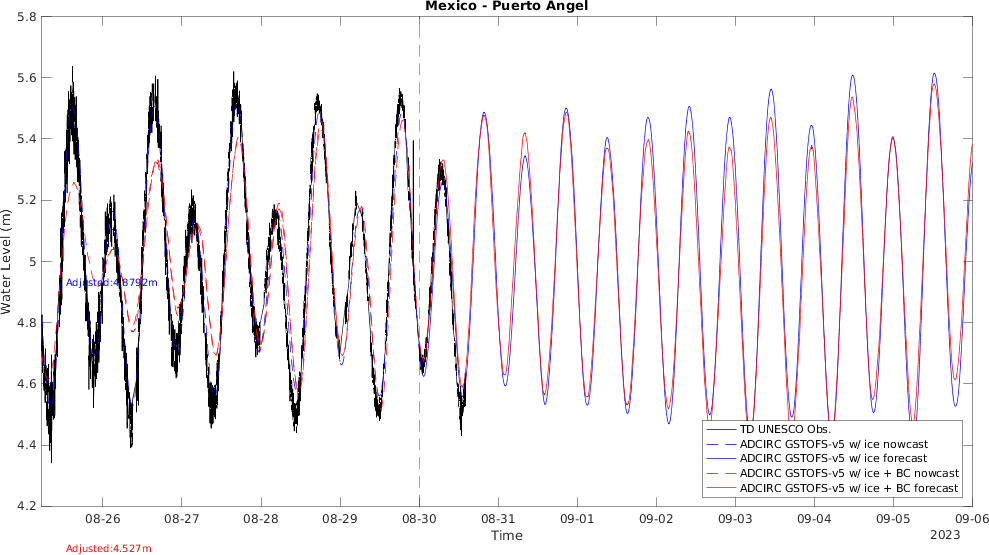 Mexico - Puerto Angel
5.8
5.6
5.4
5.2
5
4.8
4.6
4.4
4.2
Water Level (m)
Adjusted:4.8792m
TD UNESCO Obs.
ADCIRC GSTOFS-v5 w/ ice nowcast
ADCIRC GSTOFS-v5 w/ ice forecast
ADCIRC GSTOFS-v5 w/ ice + BC nowcast
ADCIRC GSTOFS-v5 w/ ice + BC forecast
08-26 08-27 08-28 08-29 08-30 08-31 09-01 09-02 09-03 09-04 09-05 09-06
Time
2023
Adjusted:4.527m